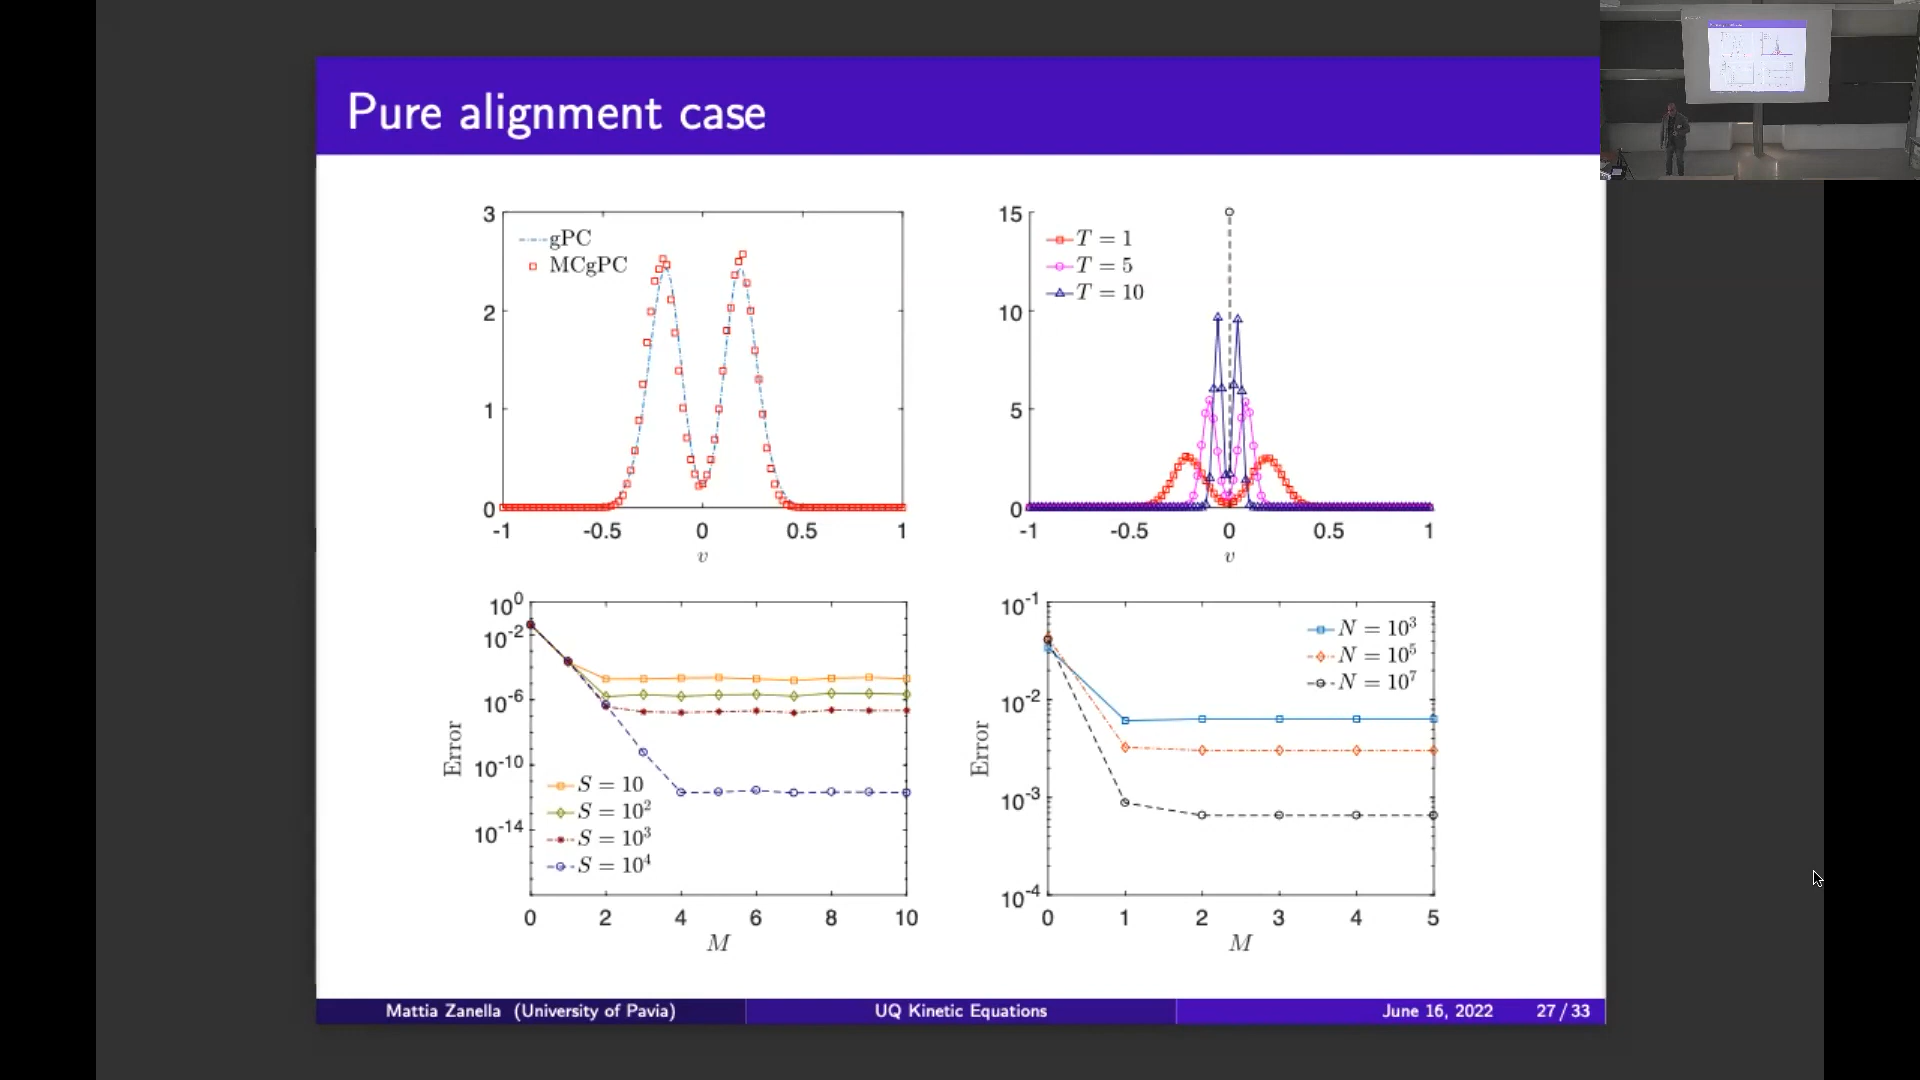 Pure alignment case
3
2
1
0
-1
-0.5
0
0.5
1
v
gPC
MCgPC
15
10
5
0
-1
-0.5
0
0.5
1
v
T = 1
T = 5
T = 10
10^0
10^-2
10^-6
10^-10
10^-14
Error
0
2
4
6
8
10
M
S = 10
S = 10^2
S = 10^3
S = 10^4
10^-1
10^-2
10^-3
10^-4
Error
0
1
2
3
4
5
M
N = 10^3
N = 10^5
N = 10^7
Mattia Zanella (University of Pavia)
UQ Kinetic Equations
June 16, 2022
27 / 33